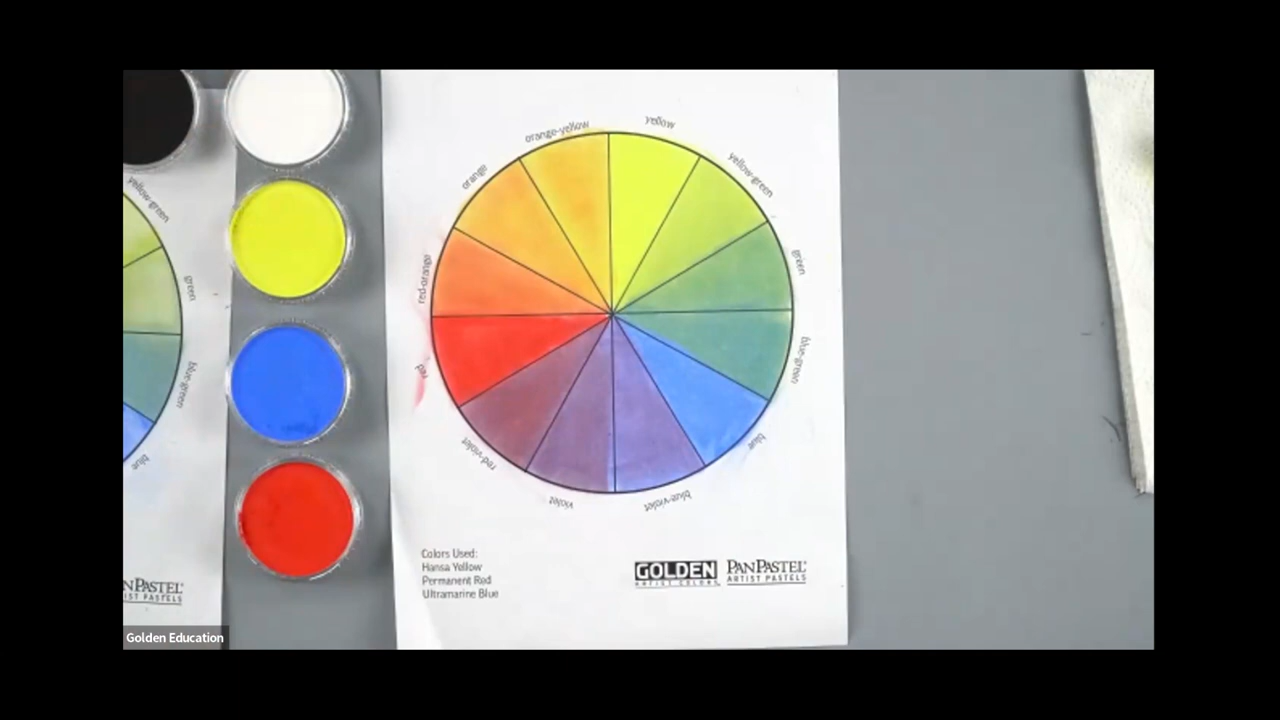 orange-yellow
yellow
orange
yellow-green
red-orange
green
red
blue-green
red-violet
blue
violet
blue-violet
yellow-green
green
blue-green
blue
Colors Used:
Hansa Yellow
Permanent Red
Ultramarine Blue
GOLDEN
ARTIST COLORS
PANPASTEL®
ARTIST PASTELS
NPASTEL®
IST PASTELS
Golden Education